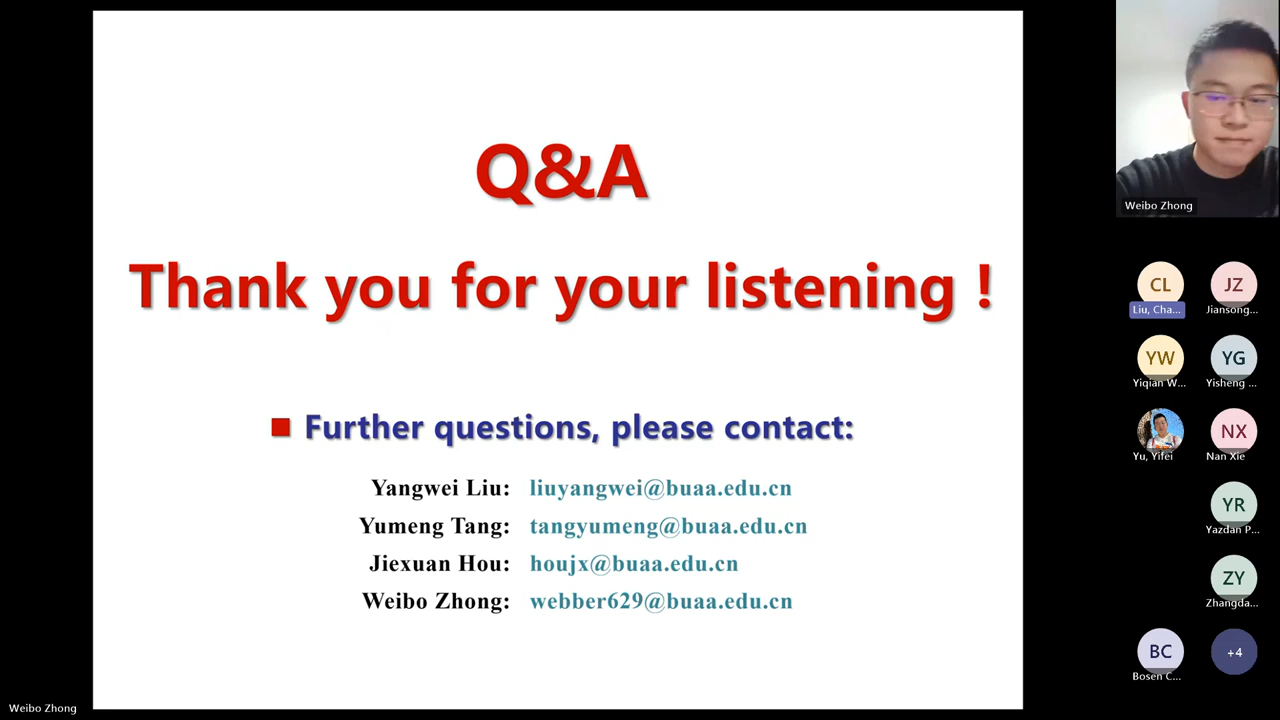 Q&A
Thank you for your listening !
Further questions, please contact:
Yangwei Liu: liuyangwei@buaa.edu.cn
Yumeng Tang: tangyumeng@buaa.edu.cn
Jiexuan Hou: houjx@buaa.edu.cn
Weibo Zhong: webber629@buaa.edu.cn
Weibo Zhong
Weibo Zhong
CL
Liu, Cha...
JZ
Jiansong...
YW
Yiqian W...
YG
Yisheng ...
Yu, Yifei
NX
Nan Xie
YR
Yazdan P...
ZY
Zhangda...
BC
Bosen C...
+4